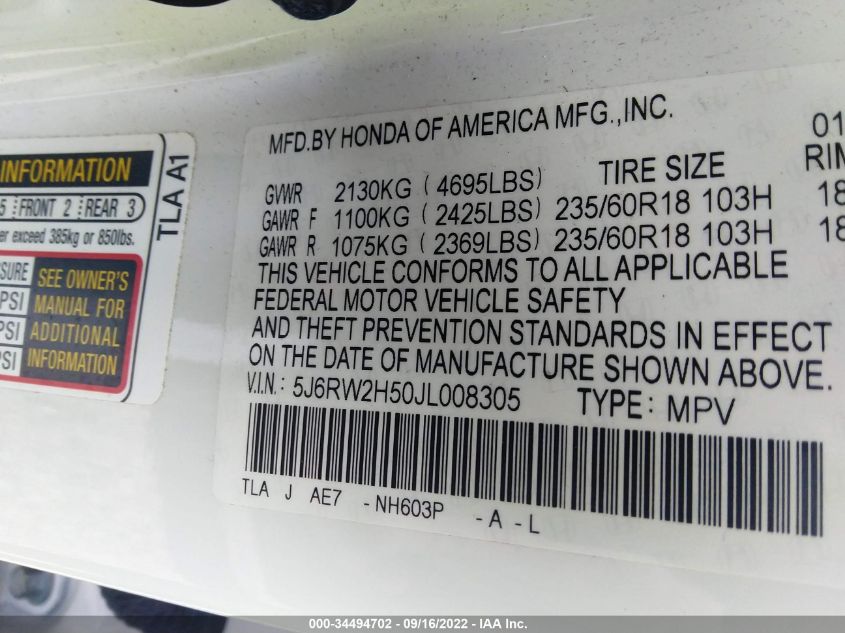 INFORMATION
5 FRONT 2 REAR 3
er exceed 385kg or 850lbs.
SURE SEE OWNER'S
PSI MANUAL FOR
PSI ADDITIONAL
PSI INFORMATION
TLA A1
MFD.BY HONDA OF AMERICA MFG.,INC. 01
TIRE SIZE RIM
GVWR 2130KG (4695LBS)
GAWR F 1100KG (2425LBS) 235/60R18 103H 18
GAWR R 1075KG (2369LBS) 235/60R18 103H 18
THIS VEHICLE CONFORMS TO ALL APPLICABLE
FEDERAL MOTOR VEHICLE SAFETY
AND THEFT PREVENTION STANDARDS IN EFFECT
ON THE DATE OF MANUFACTURE SHOWN ABOVE.
V.I.N.: 5J6RW2H50JL008305 TYPE: MPV
TLA J AE7 -NH603P -A-L
000-34494702 - 09/16/2022 - IAA Inc.